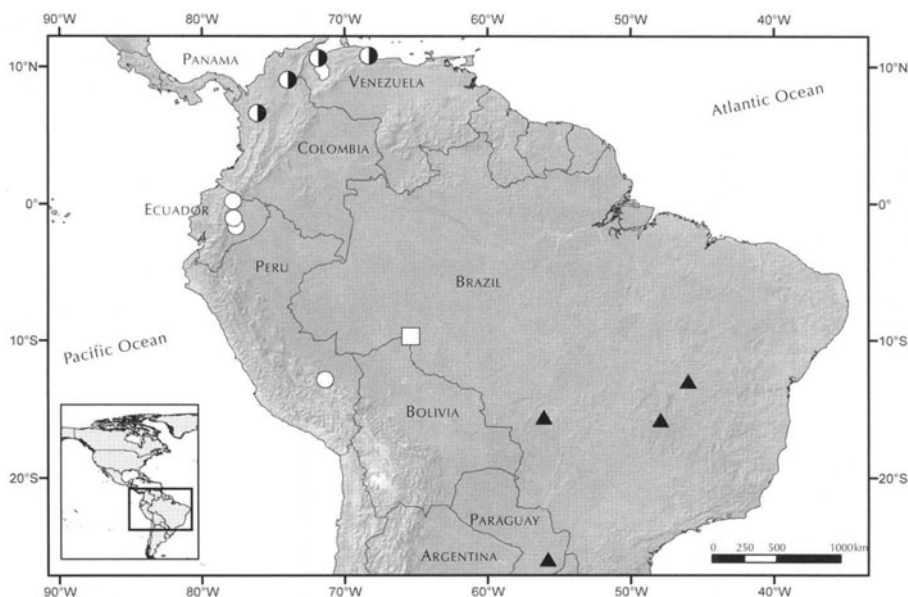 90°W 80°W 70°W 60°W 50°W 40°W
10°N PANAMA VENEZUELA Atlantic Ocean 10°N
COLOMBIA
0° ECUADOR 0°
PERU BRAZIL
10°S Pacific Ocean 10°S
BOLIVIA
20°S 20°S
PARAGUAY
ARGENTINA 0 250 500 1000km
90°W 80°W 70°W 60°W 50°W 40°W